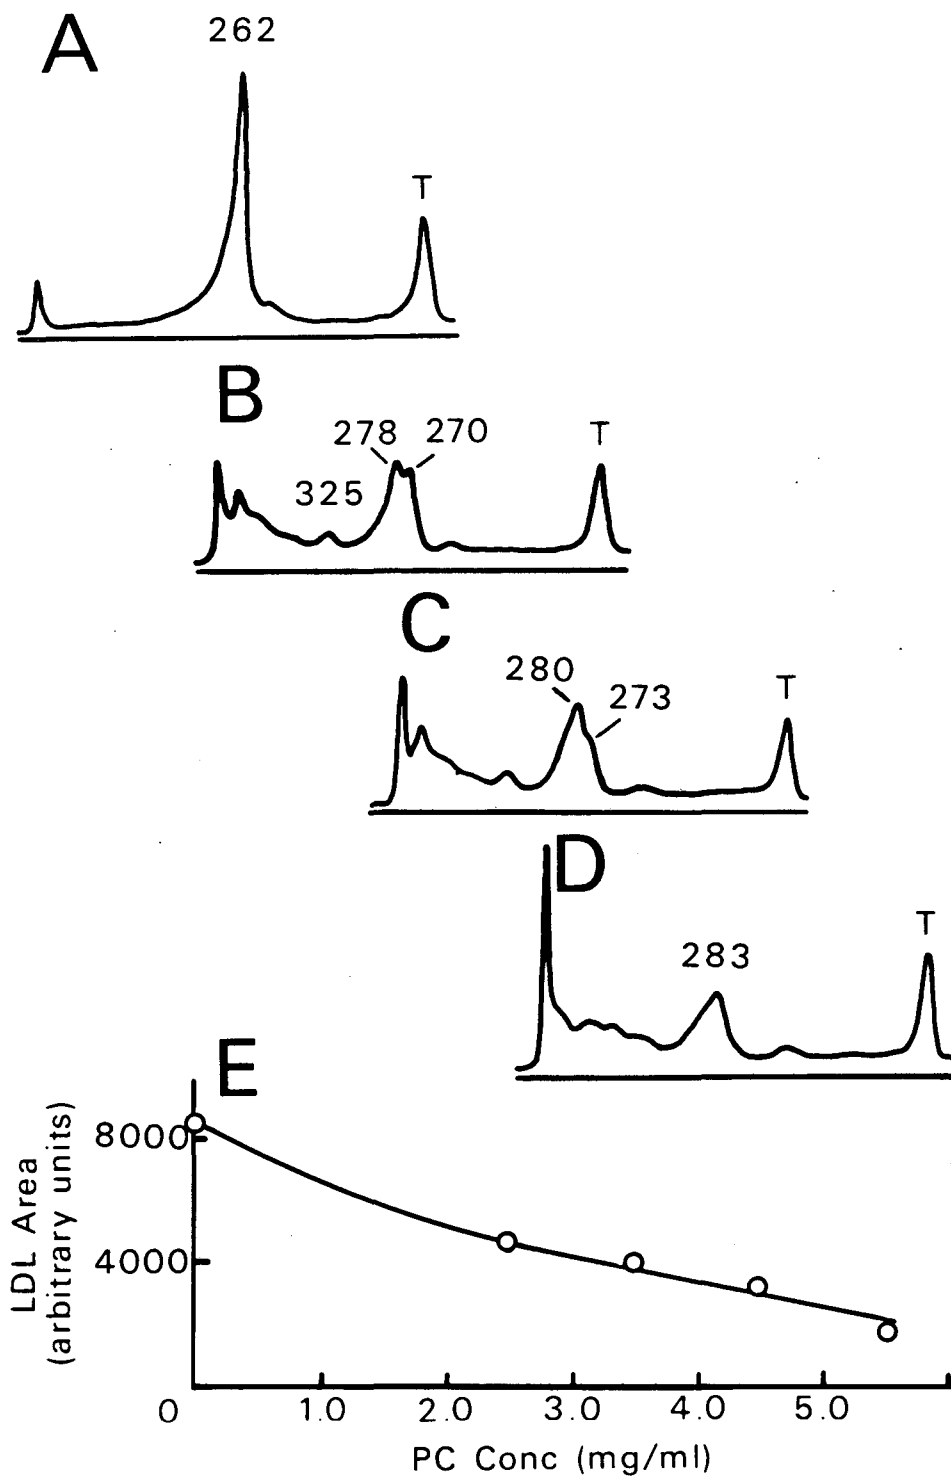 A
262
T
B
278
270
T
325
C
280
273
T
D
283
T
E
LDL Area
(arbitrary units)
8000
4000
0 1.0 2.0 3.0 4.0 5.0
PC Conc (mg/ml)